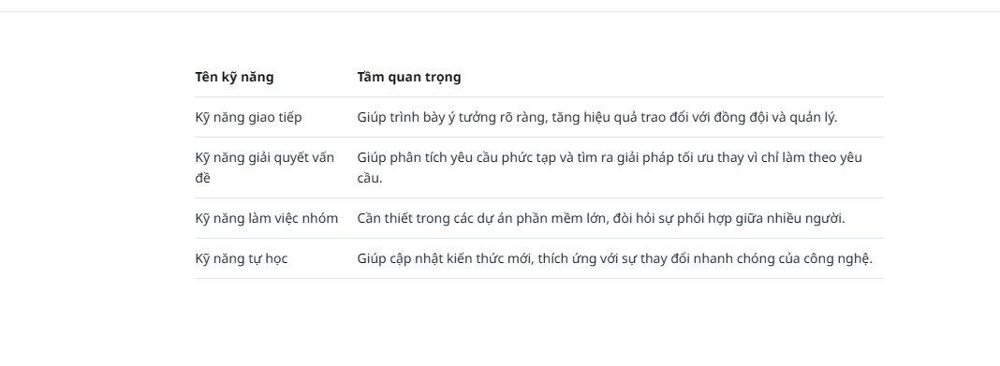 Tên kỹ năng Tầm quan trọng
Kỹ năng giao tiếp Giúp trình bày ý tưởng rõ ràng, tăng hiệu quả trao đổi với đồng đội và quản lý.
Kỹ năng giải quyết vấn Giúp phân tích yêu cầu phức tạp và tìm ra giải pháp tối ưu thay vì chỉ làm theo yêu
đề cầu.
Kỹ năng làm việc nhóm Cần thiết trong các dự án phần mềm lớn, đòi hỏi sự phối hợp giữa nhiều người.
Kỹ năng tự học Giúp cập nhật kiến thức mới, thích ứng với sự thay đổi nhanh chóng của công nghệ.